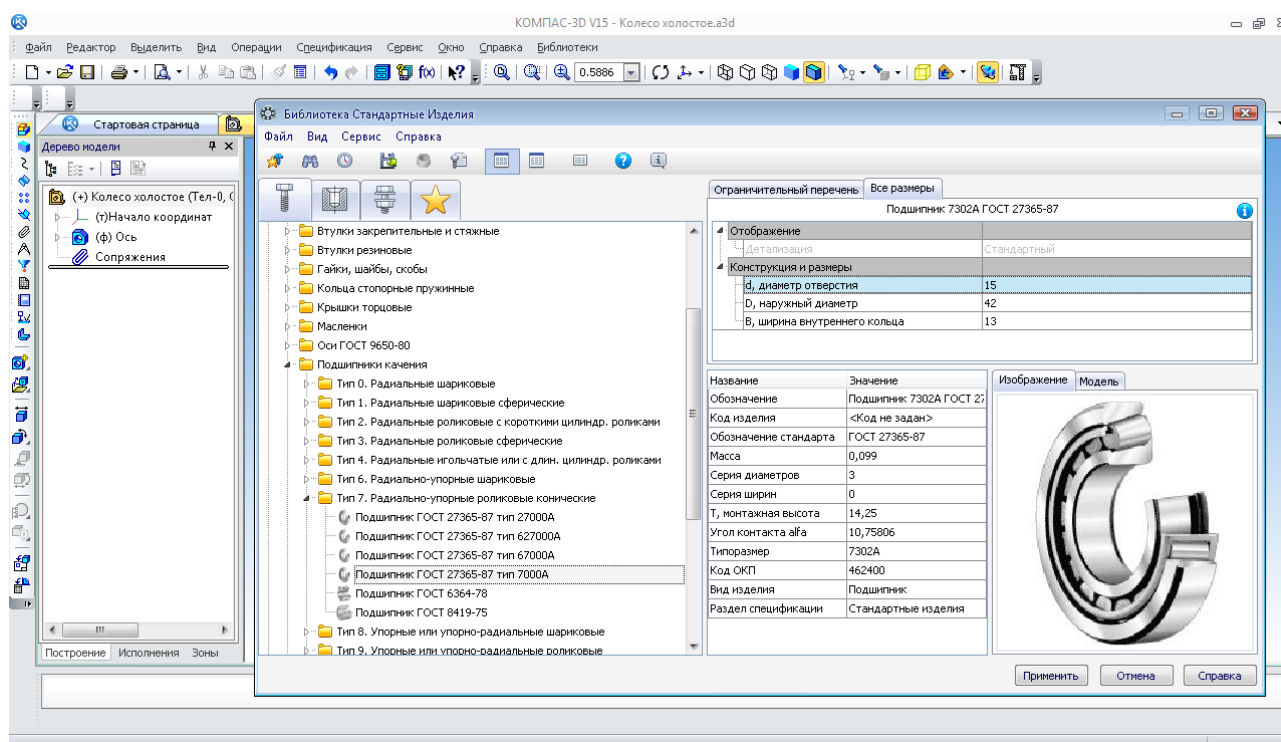 КОМПАС-3D V15 - Колесо холостое.a3d
Файл Редактор Выделить Вид Операции Спецификация Сервис Окно Справка Библиотеки
0.5886
Стартовая страница
Дерево модели
(+) Колесо холостое (Тел-0,
(т)Начало координат
(ф) Ось
Сопряжения
Построение Исполнения Зоны
Библиотека Стандартные Изделия
Файл Вид Сервис Справка
Втулки закрепительные и стяжные
Втулки резиновые
Гайки, шайбы, скобы
Кольца стопорные пружинные
Крышки торцовые
Масленки
Оси ГОСТ 9650-80
Подшипники качения
Тип 0. Радиальные шариковые
Тип 1. Радиальные шариковые сферические
Тип 2. Радиальные роликовые с короткими цилиндр. роликами
Тип 3. Радиальные роликовые сферические
Тип 4. Радиальные игольчатые или с длин. цилиндр. роликами
Тип 6. Радиально-упорные шариковые
Тип 7. Радиально-упорные роликовые конические
Подшипник ГОСТ 27365-87 тип 27000А
Подшипник ГОСТ 27365-87 тип 627000А
Подшипник ГОСТ 27365-87 тип 67000А
Подшипник ГОСТ 27365-87 тип 7000А
Подшипник ГОСТ 6364-78
Подшипник ГОСТ 8419-75
Тип 8. Упорные или упорно-радиальные шариковые
Тип 9. Упорные или упорно-радиальные роликовые
Ограничительный перечень Все размеры
Подшипник 7302А ГОСТ 27365-87
Отображение
Детализация Стандартный
Конструкция и размеры
d, диаметр отверстия 15
D, наружный диаметр 42
B, ширина внутреннего кольца 13
Название Значение
Обозначение Подшипник 7302А ГОСТ 27
Код изделия <Код не задан>
Обозначение стандарта ГОСТ 27365-87
Масса 0,099
Серия диаметров 3
Серия ширин 0
T, монтажная высота 14,25
Угол контакта alfa 10,75806
Типоразмер 7302А
Код ОКП 462400
Вид изделия Подшипник
Раздел спецификации Стандартные изделия
Изображение Модель
Применить Отмена Справка